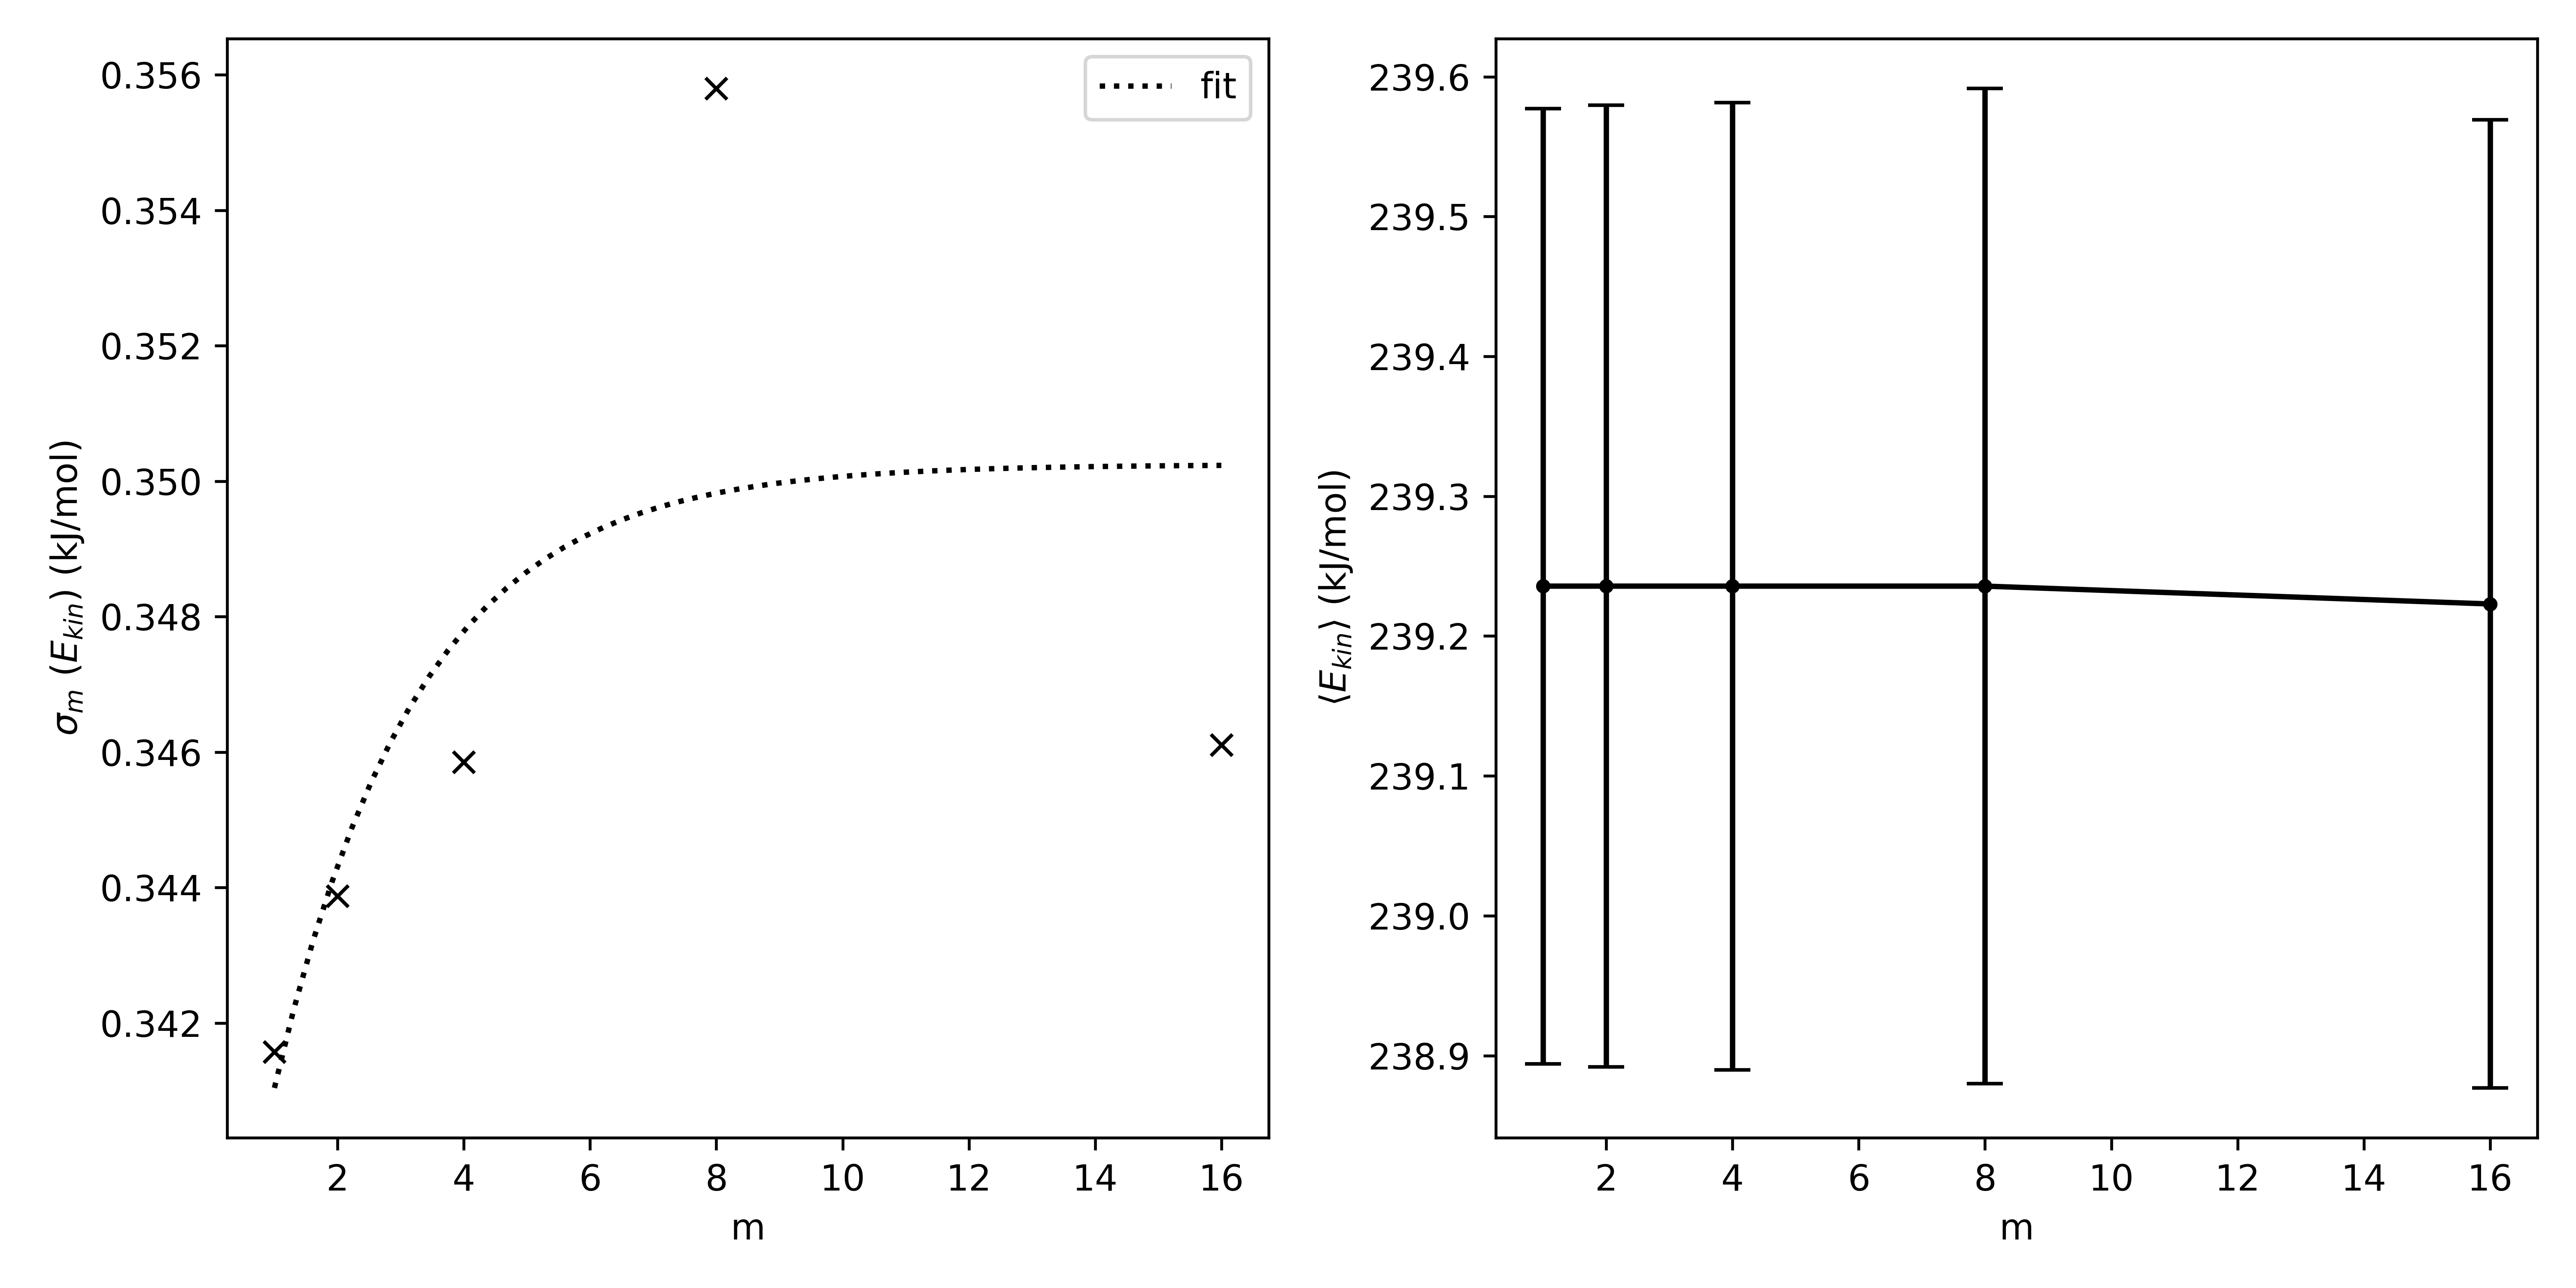 σm (Ekin) (kJ/mol)
0.356
0.354
0.352
0.350
0.348
0.346
0.344
0.342
2 4 6 8 10 12 14 16
m
fit
⟨Ekin⟩ (kJ/mol)
239.6
239.5
239.4
239.3
239.2
239.1
239.0
238.9
2 4 6 8 10 12 14 16
m